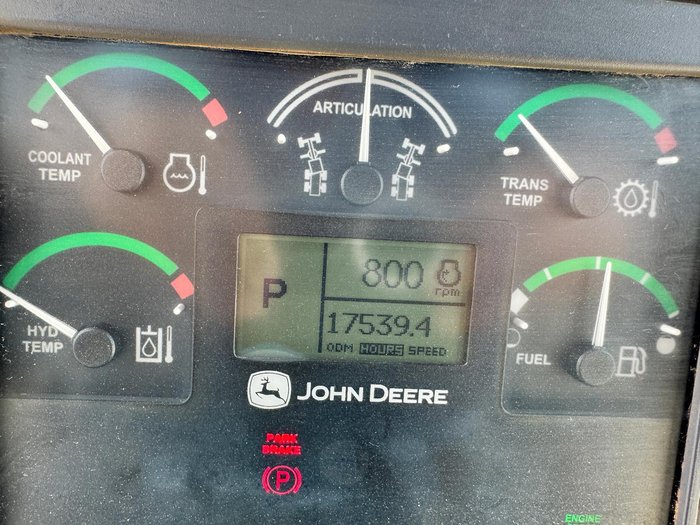 ARTICULATION
COOLANT
TEMP
TRANS
TEMP
P
800
rpm
17539.4
ODM HOURS SPEED
HYD
TEMP
FUEL
JOHN DEERE
PARK
BRAKE
P
ENGINE